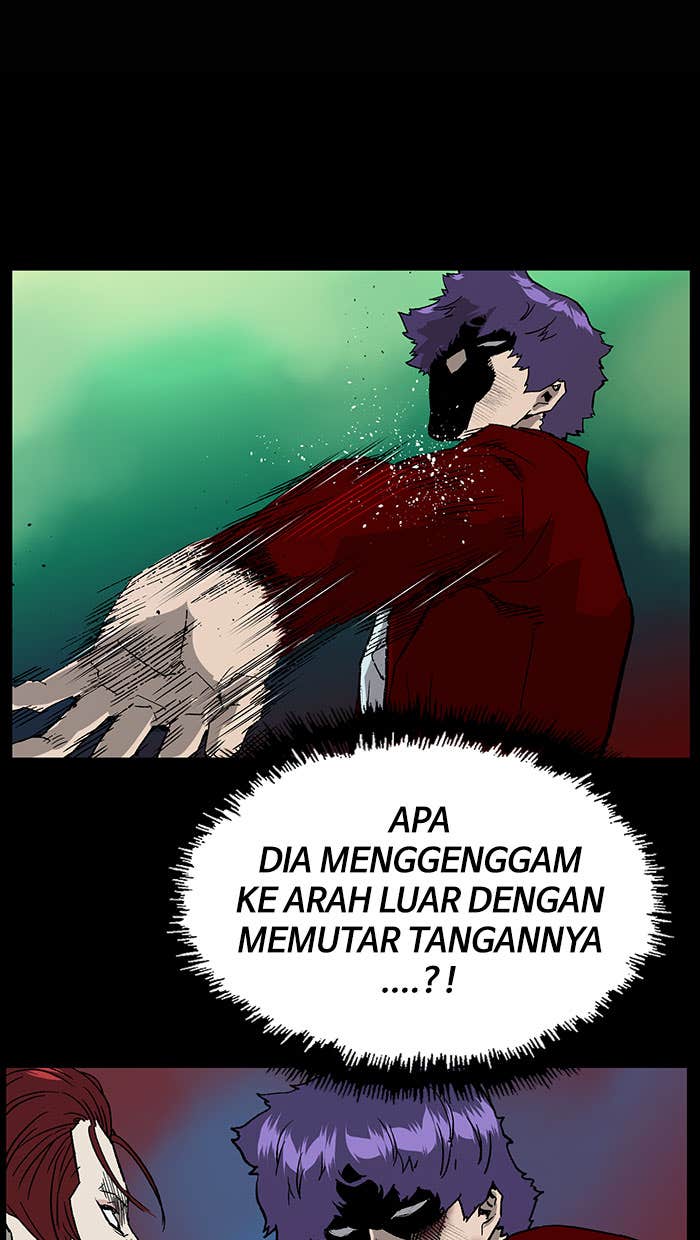 APA
DIA MENGGENGGAM
KE ARAH LUAR DENGAN
MEMUTAR TANGANNYA
....?!